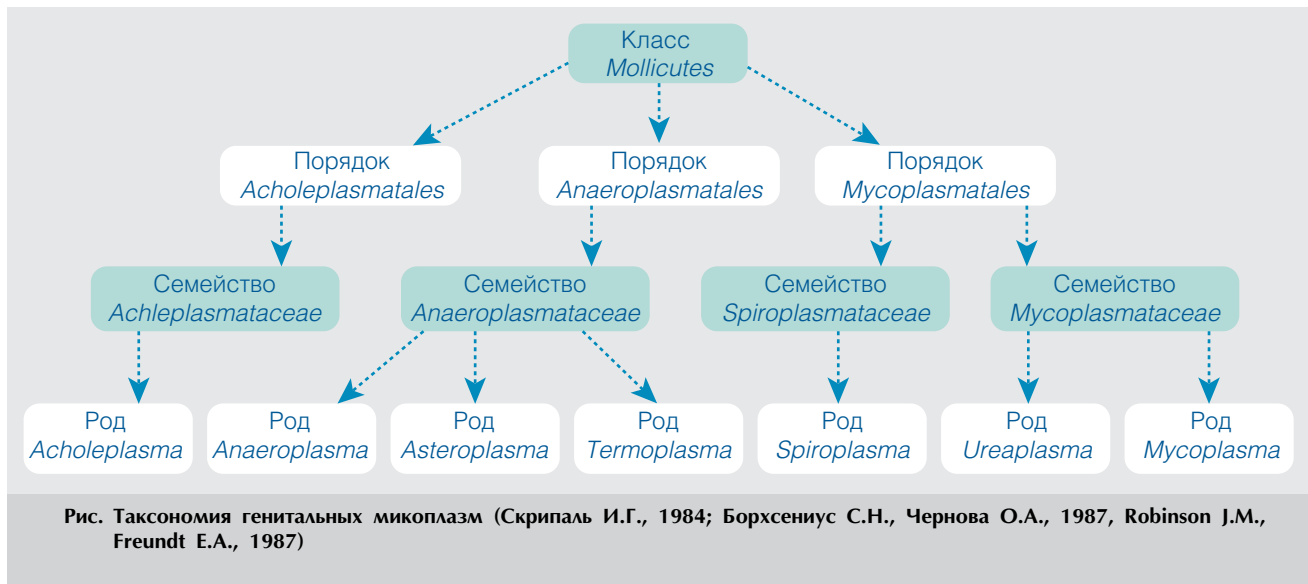 Класс
Mollicutes
Порядок
Acholeplasmatales
Порядок
Anaeroplasmatales
Порядок
Mycoplasmatales
Семейство
Achleplasmataceae
Семейство
Anaeroplasmataceae
Семейство
Spiroplasmataceae
Семейство
Mycoplasmataceae
Род
Acholeplasma
Род
Anaeroplasma
Род
Asteroplasma
Род
Termoplasma
Род
Spiroplasma
Род
Ureaplasma
Род
Mycoplasma
Рис. Таксономия генитальных микоплазм (Скрипаль И.Г., 1984; Борхсениус С.Н., Чернова О.А., 1987, Robinson J.M.,
Freundt E.A., 1987)